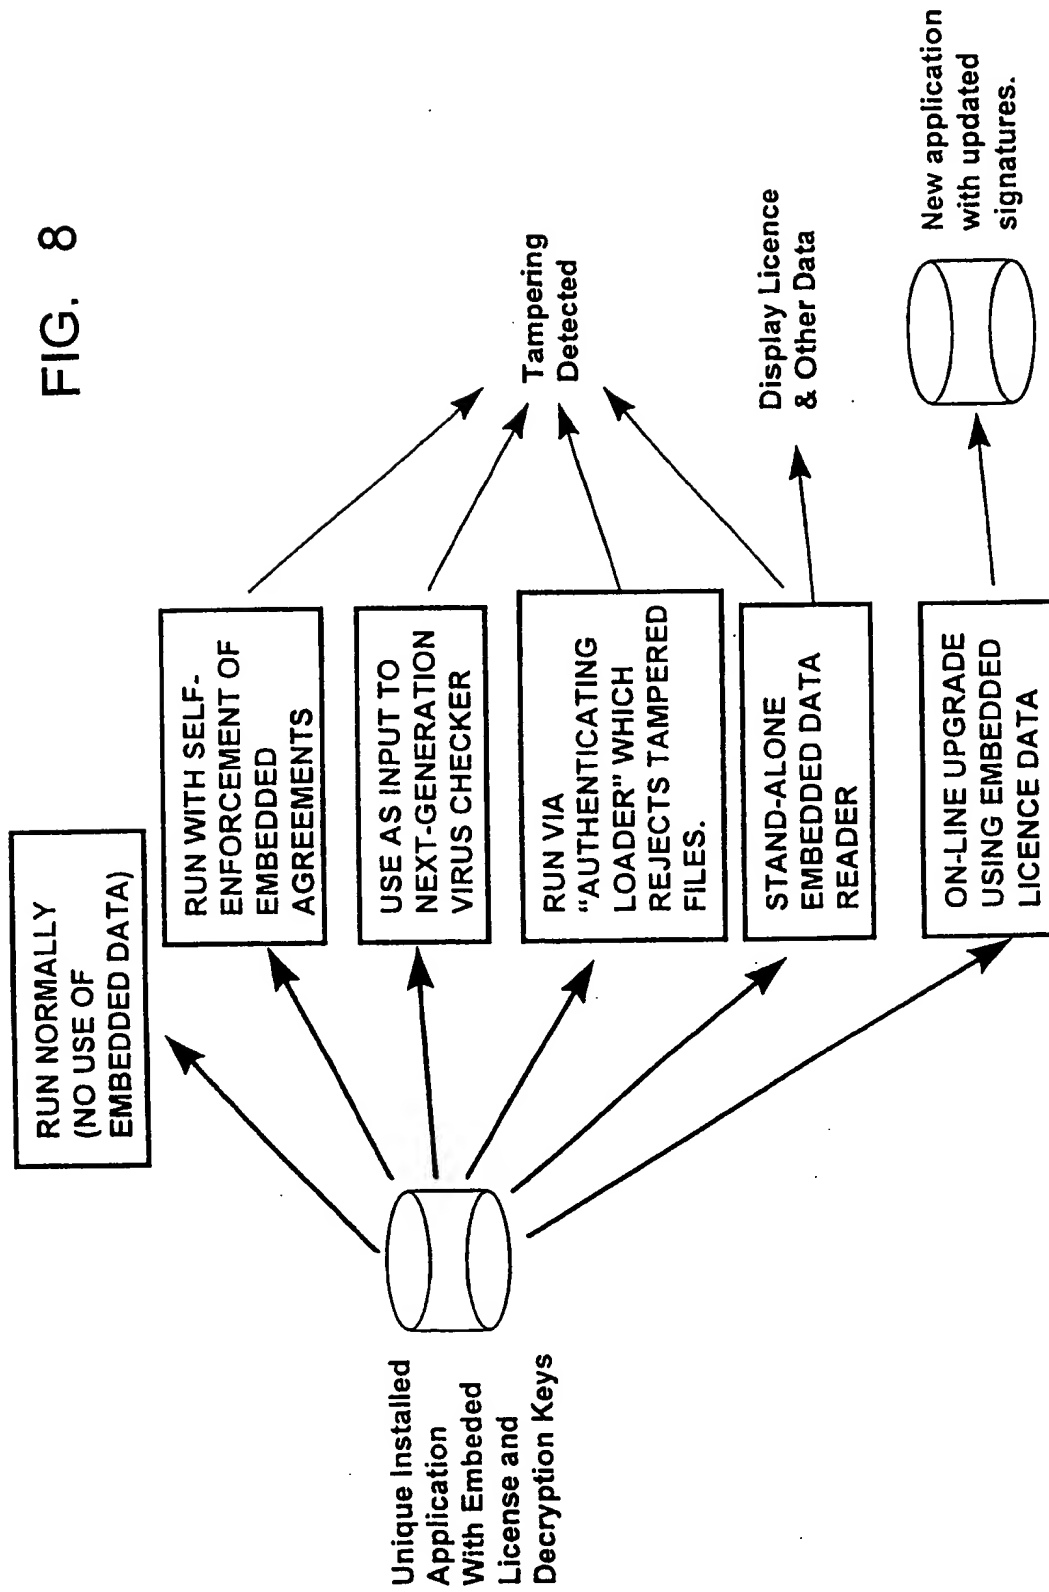 FIG. 8
Unique Installed
Application
With Embeded
License and
Decryption Keys
RUN NORMALLY
(NO USE OF
EMBEDDED DATA)
RUN WITH SELF-
ENFORCEMENT OF
EMBEDDED
AGREEMENTS
USE AS INPUT TO
NEXT-GENERATION
VIRUS CHECKER
RUN VIA
“AUTHENTICATING
LOADER” WHICH
REJECTS TAMPERED
FILES.
STAND-ALONE
EMBEDDED DATA
READER
ON-LINE UPGRADE
USING EMBEDDED
LICENCE DATA
Tampering
Detected
Display Licence
& Other Data
New application
with updated
signatures.